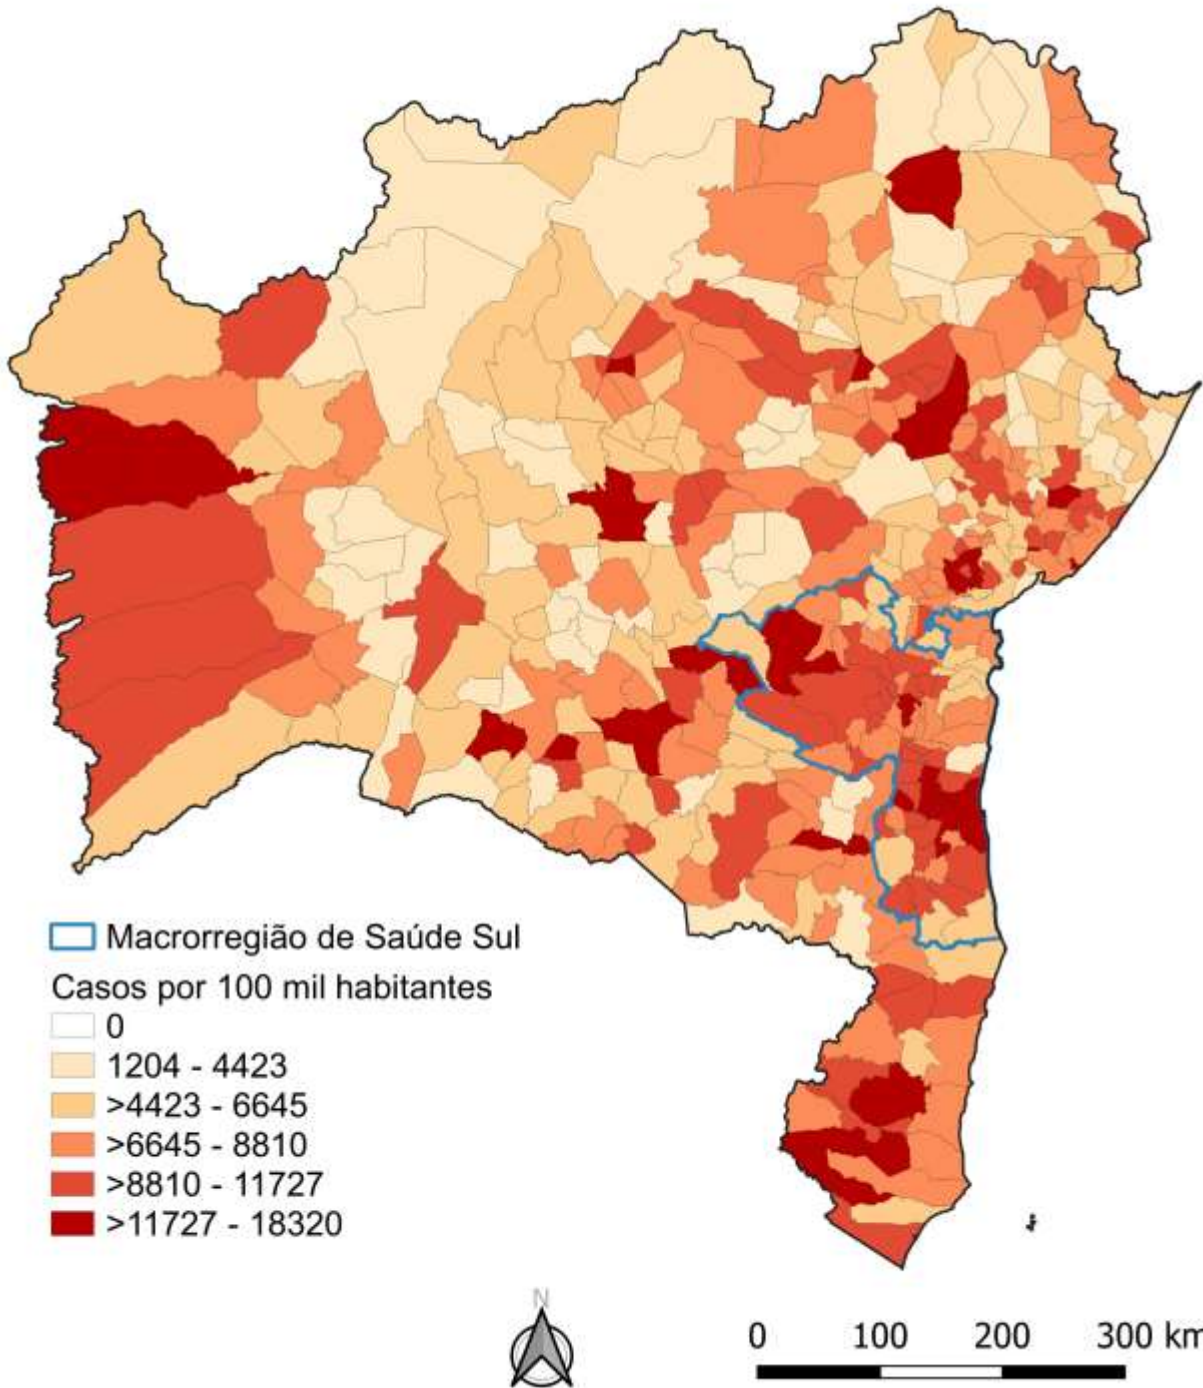 Macrorregião de Saúde Sul
Casos por 100 mil habitantes
0
1204 - 4423
>4423 - 6645
>6645 - 8810
>8810 - 11727
>11727 - 18320
N
0 100 200 300 km